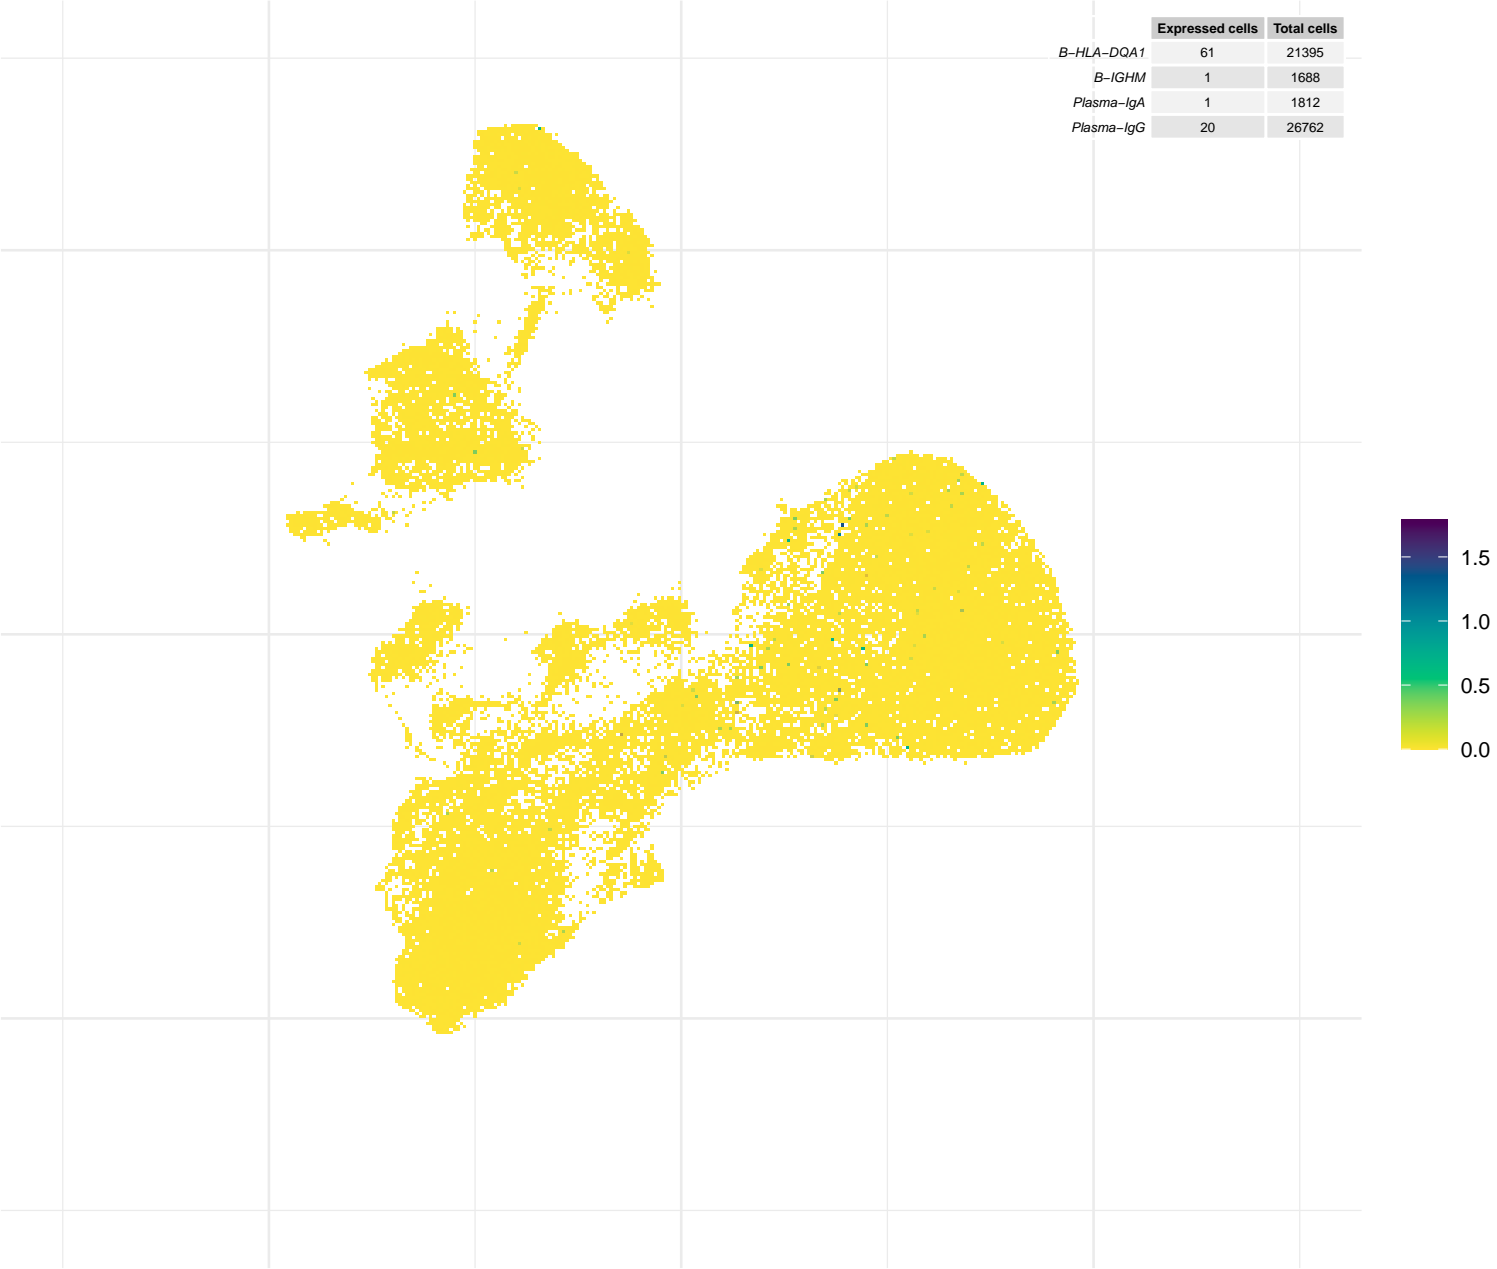 Expressed cells Total cells
B−HLA−DQA1 61 21395
B−IGHM 1 1688
Plasma−IgA 1 1812
Plasma−IgG 20 26762
1.5
1.0
0.5
0.0